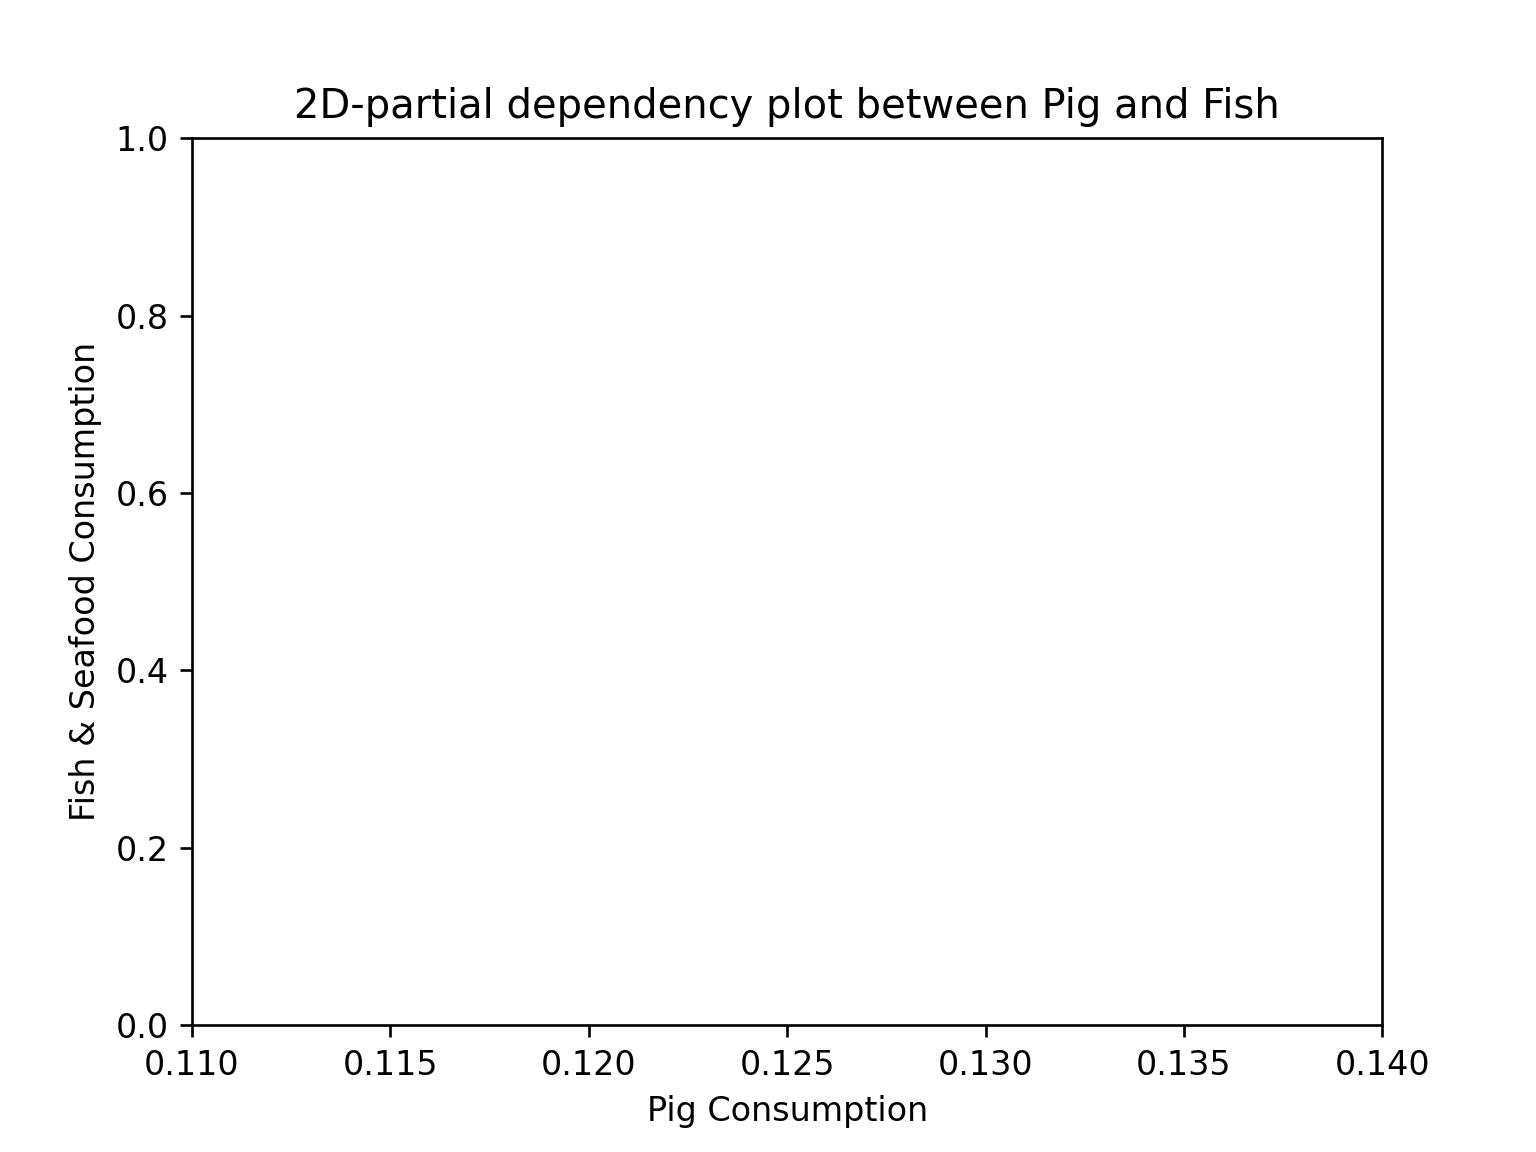 2D-partial dependency plot between Pig and Fish
1.0
0.8
0.6
0.4
0.2
0.0
Fish & Seafood Consumption
0.110 0.115 0.120 0.125 0.130 0.135 0.140
Pig Consumption